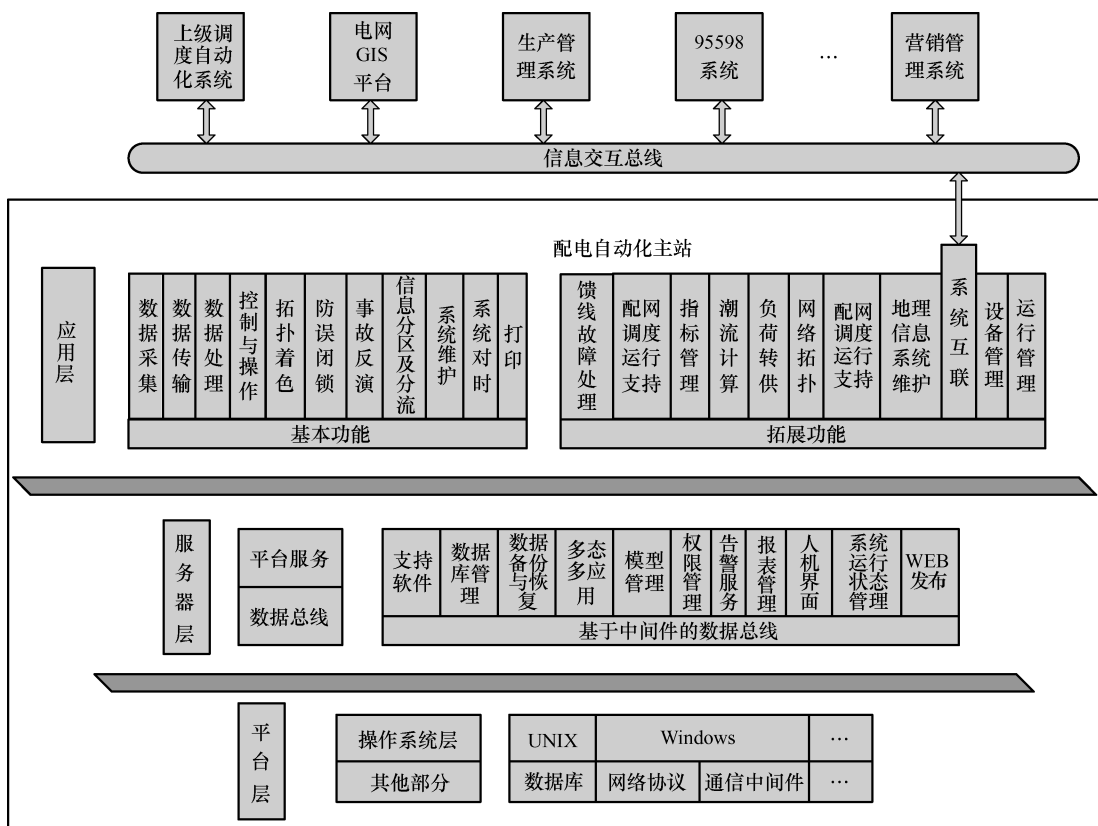 上级调
度自动
化系统
电网
GIS
平台
生产管
理系统
95598
系统
…
营销管
理系统
信息交互总线
配电自动化主站
应用层
数据采集
数据传输
数据处理
控制与操作
拓扑着色
防误闭锁
事故反演
信息分区及分流
系统维护
系统对时
打印
基本功能
馈线故障处理
配网
调度
运行
支持
指标管理
潮流计算
负荷转供
网络拓扑
配网
调度
运行
支持
地理
信息
系统
维护
系统互联
设备管理
运行管理
拓展功能
服务器层
平台服务
数据总线
支持
软件
数据
库管
理
数据
备份
与恢
复
多态
多应
用
模型
管理
权限管理
告警服务
报表管理
人机界面
系统
运行
状态
管理
WEB
发布
基于中间件的数据总线
平台层
操作系统层
其他部分
UNIX
Windows
…
数据库
网络协议
通信中间件
…